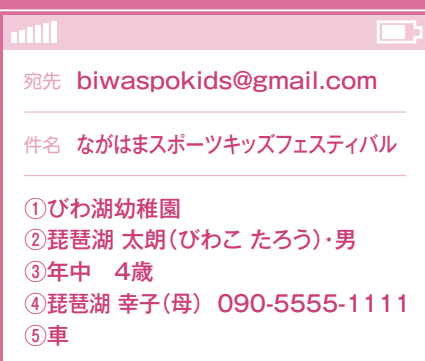 宛先 biwaspokids@gmail.com
件名 ながはまスポーツキッズフェスティバル
①びわ湖幼稚園
②琵琶湖 太朗(びわこ たろう)・男
③年中　4歳
④琵琶湖 幸子(母) 090-5555-1111
⑤車